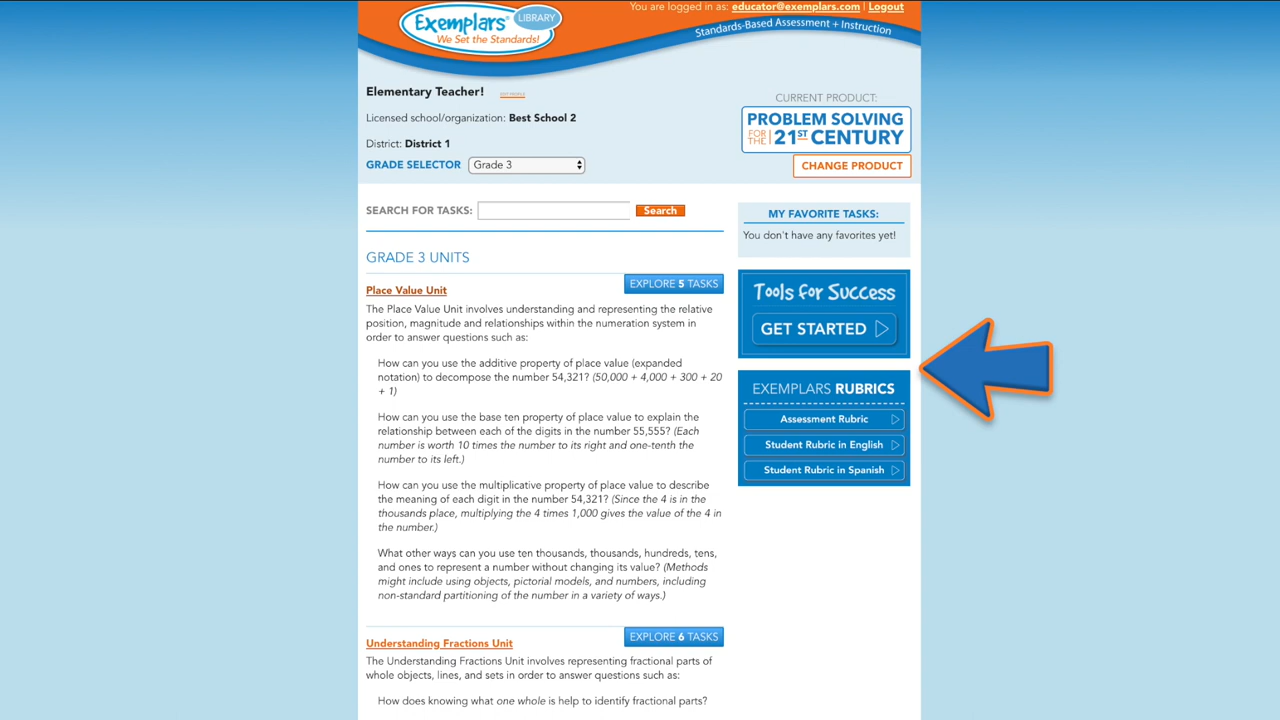 You are logged in as: educator@exemplars.com | Logout
Exemplars® LIBRARY
We Set the Standards!
Standards-Based Assessment + Instruction
Elementary Teacher!
Licensed school/organization: Best School 2
District: District 1
GRADE SELECTOR Grade 3
CURRENT PRODUCT:
PROBLEM SOLVING
FOR THE 21ST CENTURY
CHANGE PRODUCT
SEARCH FOR TASKS: Search
GRADE 3 UNITS
Place Value Unit
EXPLORE 5 TASKS
The Place Value Unit involves understanding and representing the relative
position, magnitude and relationships within the numeration system in
order to answer questions such as:
How can you use the additive property of place value (expanded
notation) to decompose the number 54,321? (50,000 + 4,000 + 300 + 20
+ 1)
How can you use the base ten property of place value to explain the
relationship between each of the digits in the number 55,555? (Each
number is worth 10 times the number to its right and one-tenth the
number to its left.)
How can you use the multiplicative property of place value to describe
the meaning of each digit in the number 54,321? (Since the 4 is in the
thousands place, multiplying the 4 times 1,000 gives the value of the 4 in
the number.)
What other ways can you use ten thousands, thousands, hundreds, tens,
and ones to represent a number without changing its value? (Methods
might include using objects, pictorial models, and numbers, including
non-standard partitioning of the number in a variety of ways.)
Understanding Fractions Unit
EXPLORE 6 TASKS
The Understanding Fractions Unit involves representing fractional parts of
whole objects, lines, and sets in order to answer questions such as:
How does knowing what one whole is help to identify fractional parts?
MY FAVORITE TASKS:
You don't have any favorites yet!
Tools for Success
GET STARTED
EXEMPLARS RUBRICS
Assessment Rubric
Student Rubric in English
Student Rubric in Spanish